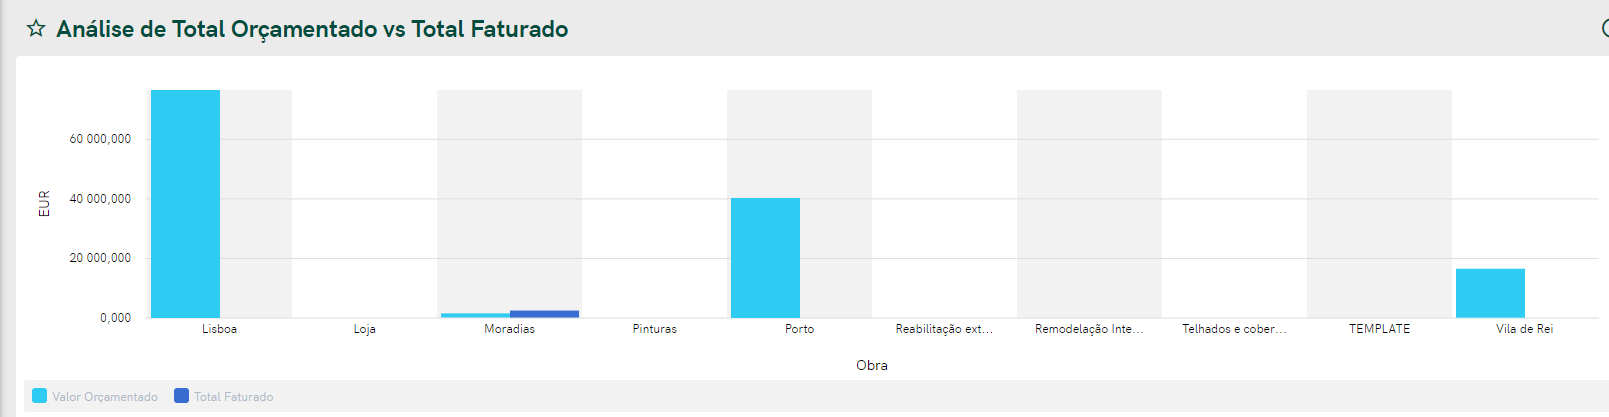 Análise de Total Orçamentado vs Total Faturado
60 000,000
40 000,000
20 000,000
0,000
EUR
Lisboa
Loja
Moradias
Pinturas
Porto
Reabilitação ext...
Remodelação Inte...
Telhados e cober...
TEMPLATE
Vila de Rei
Obra
Valor Orçamentado
Total Faturado